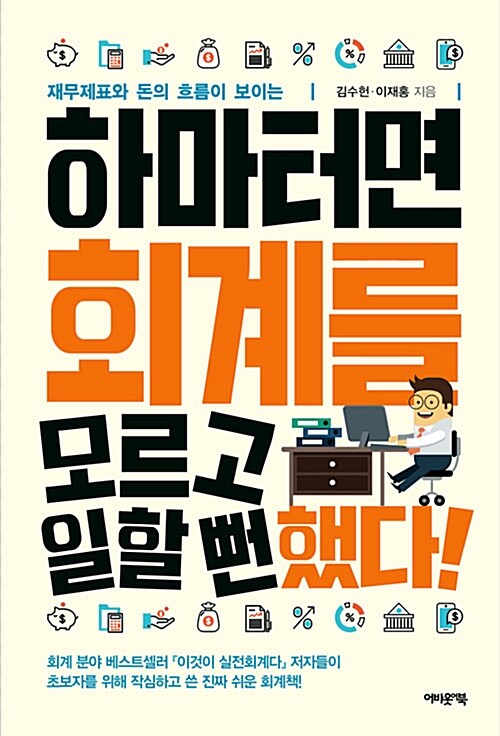 재무제표와 돈의 흐름이 보이는 | 김수헌·이재홍 지음 |
하마터면
회계를
모르고
일할 뻔했다!
회계 분야 베스트셀러 『이것이 실전회계다』 저자들이
초보자를 위해 작심하고 쓴 진짜 쉬운 회계책!
어바웃어북